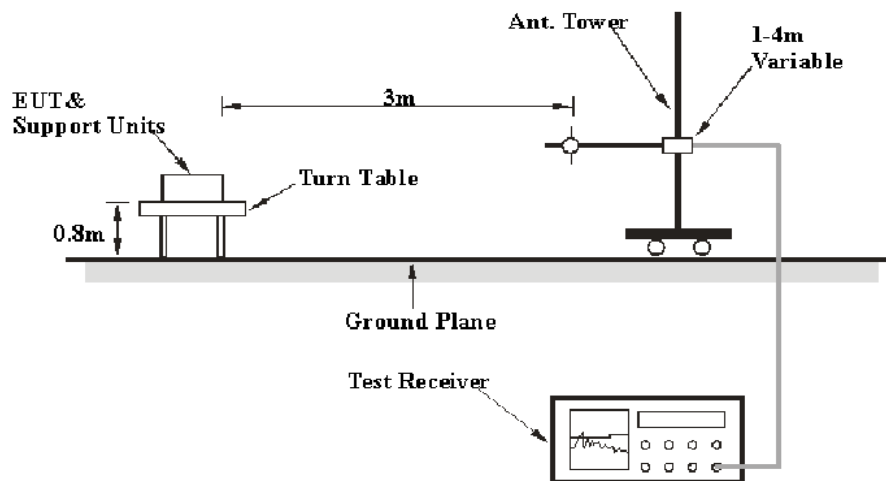 Ant. Tower
1-4m
Variable
3m
EUT&
Support Units
Turn Table
0.8m
Ground Plane
Test Receiver